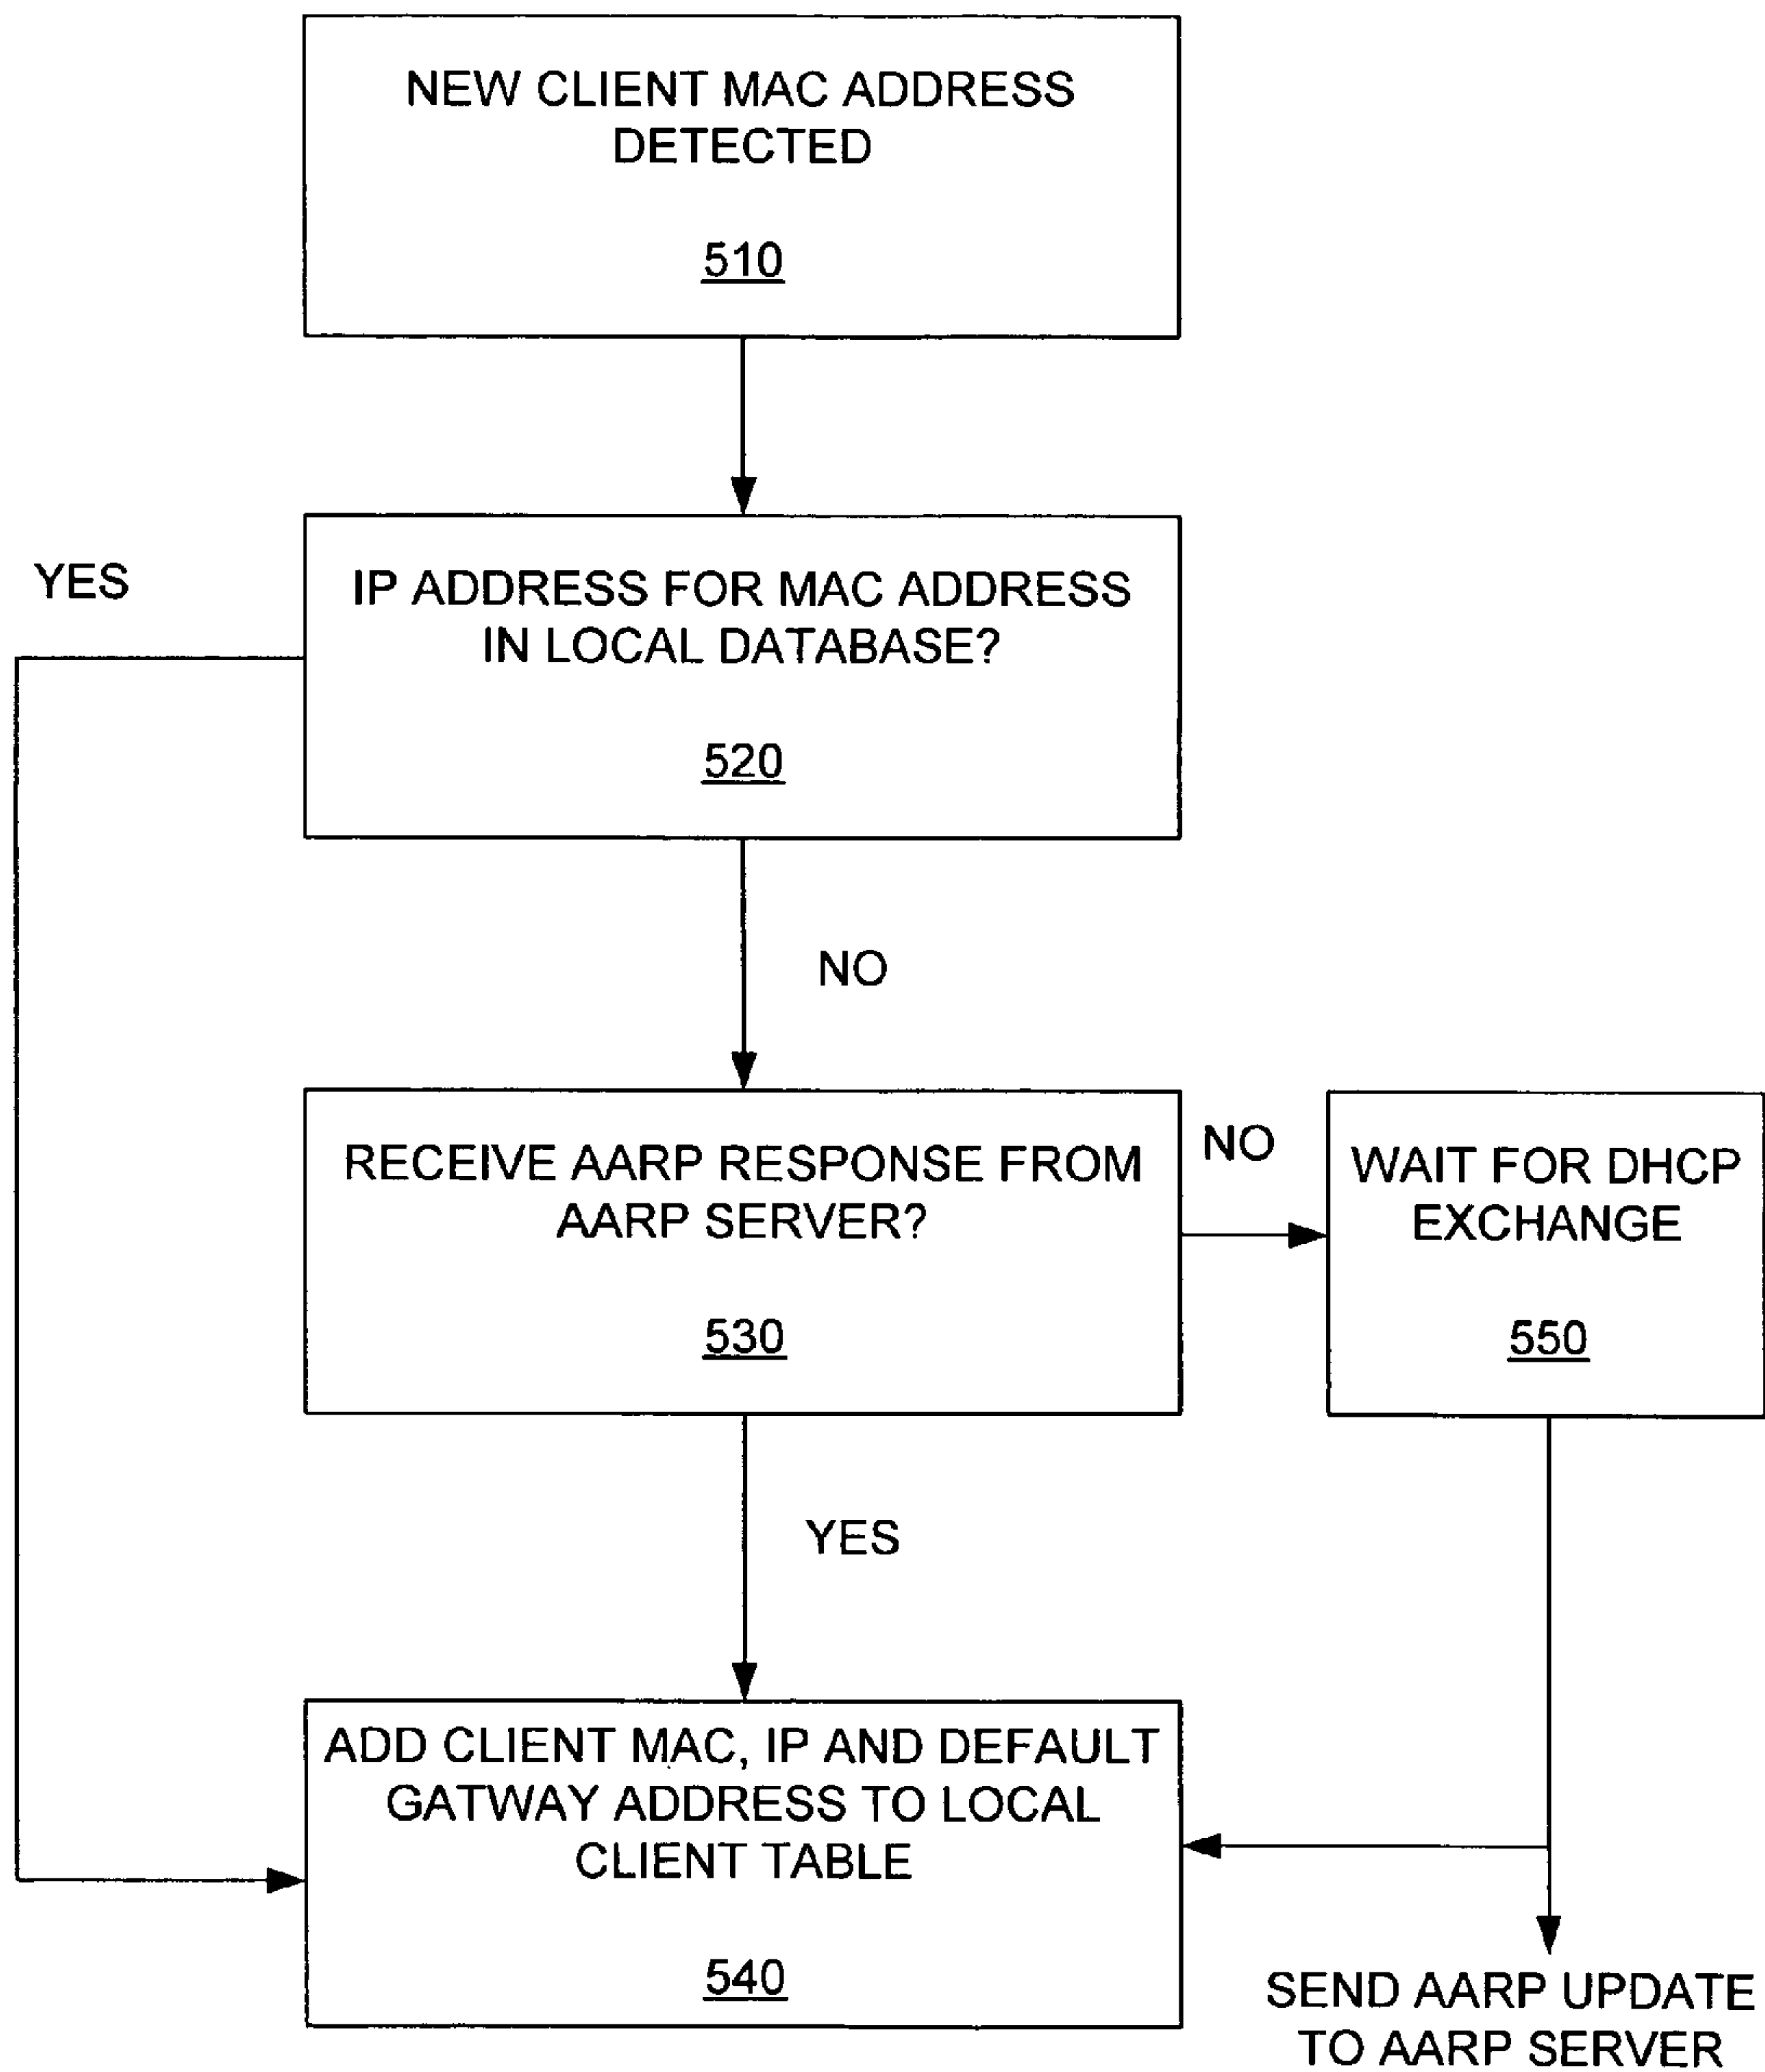 NEW CLIENT MAC ADDRESS
DETECTED
510
YES
IP ADDRESS FOR MAC ADDRESS
IN LOCAL DATABASE?
520
NO
RECEIVE AARP RESPONSE FROM
AARP SERVER?
530
NO
WAIT FOR DHCP
EXCHANGE
550
YES
ADD CLIENT MAC, IP AND DEFAULT
GATWAY ADDRESS TO LOCAL
CLIENT TABLE
540
SEND AARP UPDATE
TO AARP SERVER